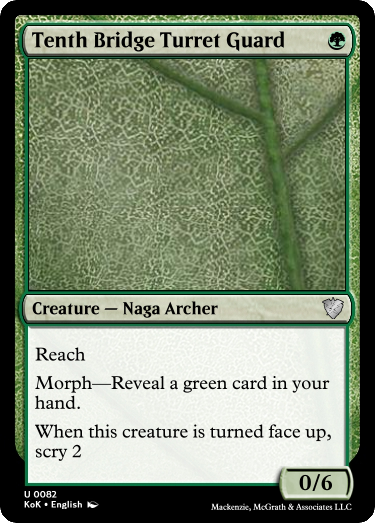 Tenth Bridge Turret Guard
Creature — Naga Archer
Reach
Morph—Reveal a green card in your
hand.
When this creature is turned face up,
scry 2
0/6
U 0082
KoK • English
Mackenzie, McGrath & Associates LLC